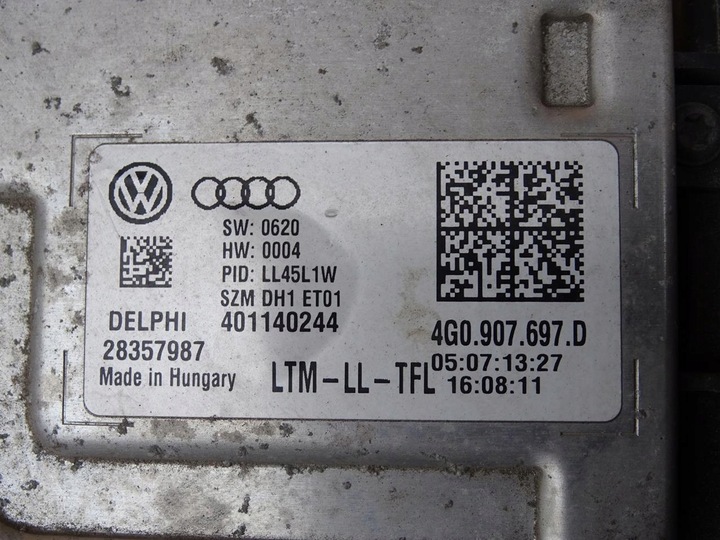 SW: 0620
HW: 0004
PID: LL45L1W
SZM DH1 ET01
DELPHI 401140244
28357987
Made in Hungary
LTM-LL-TFL
4G0.907.697.D
05:07:13:27
16:08:11